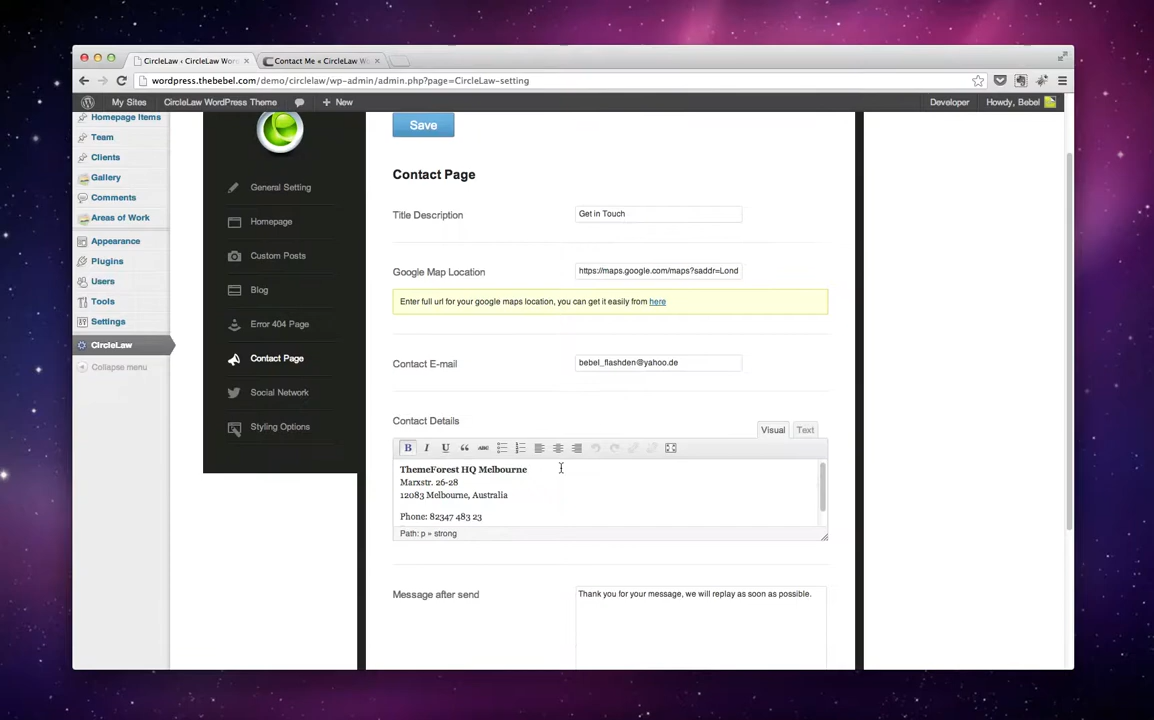 CircleLaw ‹ CircleLaw Wor
Contact Me « CircleLaw W
wordpress.thebebel.com/demo/circlelaw/wp-admin/admin.php?page=CircleLaw-setting
My Sites
CircleLaw WordPress Theme
+ New
Developer
Howdy, Bebel
Homepage Items
Team
Clients
Gallery
Comments
Areas of Work
Appearance
Plugins
Users
Tools
Settings
CircleLaw
Collapse menu
General Setting
Homepage
Custom Posts
Blog
Error 404 Page
Contact Page
Social Network
Styling Options
Save
Contact Page
Title Description
Get in Touch
Google Map Location
https://maps.google.com/maps?saddr=Lond
Enter full url for your google maps location, you can get it easily from here
Contact E-mail
bebel_flashden@yahoo.de
Contact Details
Visual
Text
B I U ABC
ThemeForest HQ Melbourne
Marxstr. 26-28
12083 Melbourne, Australia
Phone: 82347 483 23
Path: p » strong
Message after send
Thank you for your message, we will replay as soon as possible.